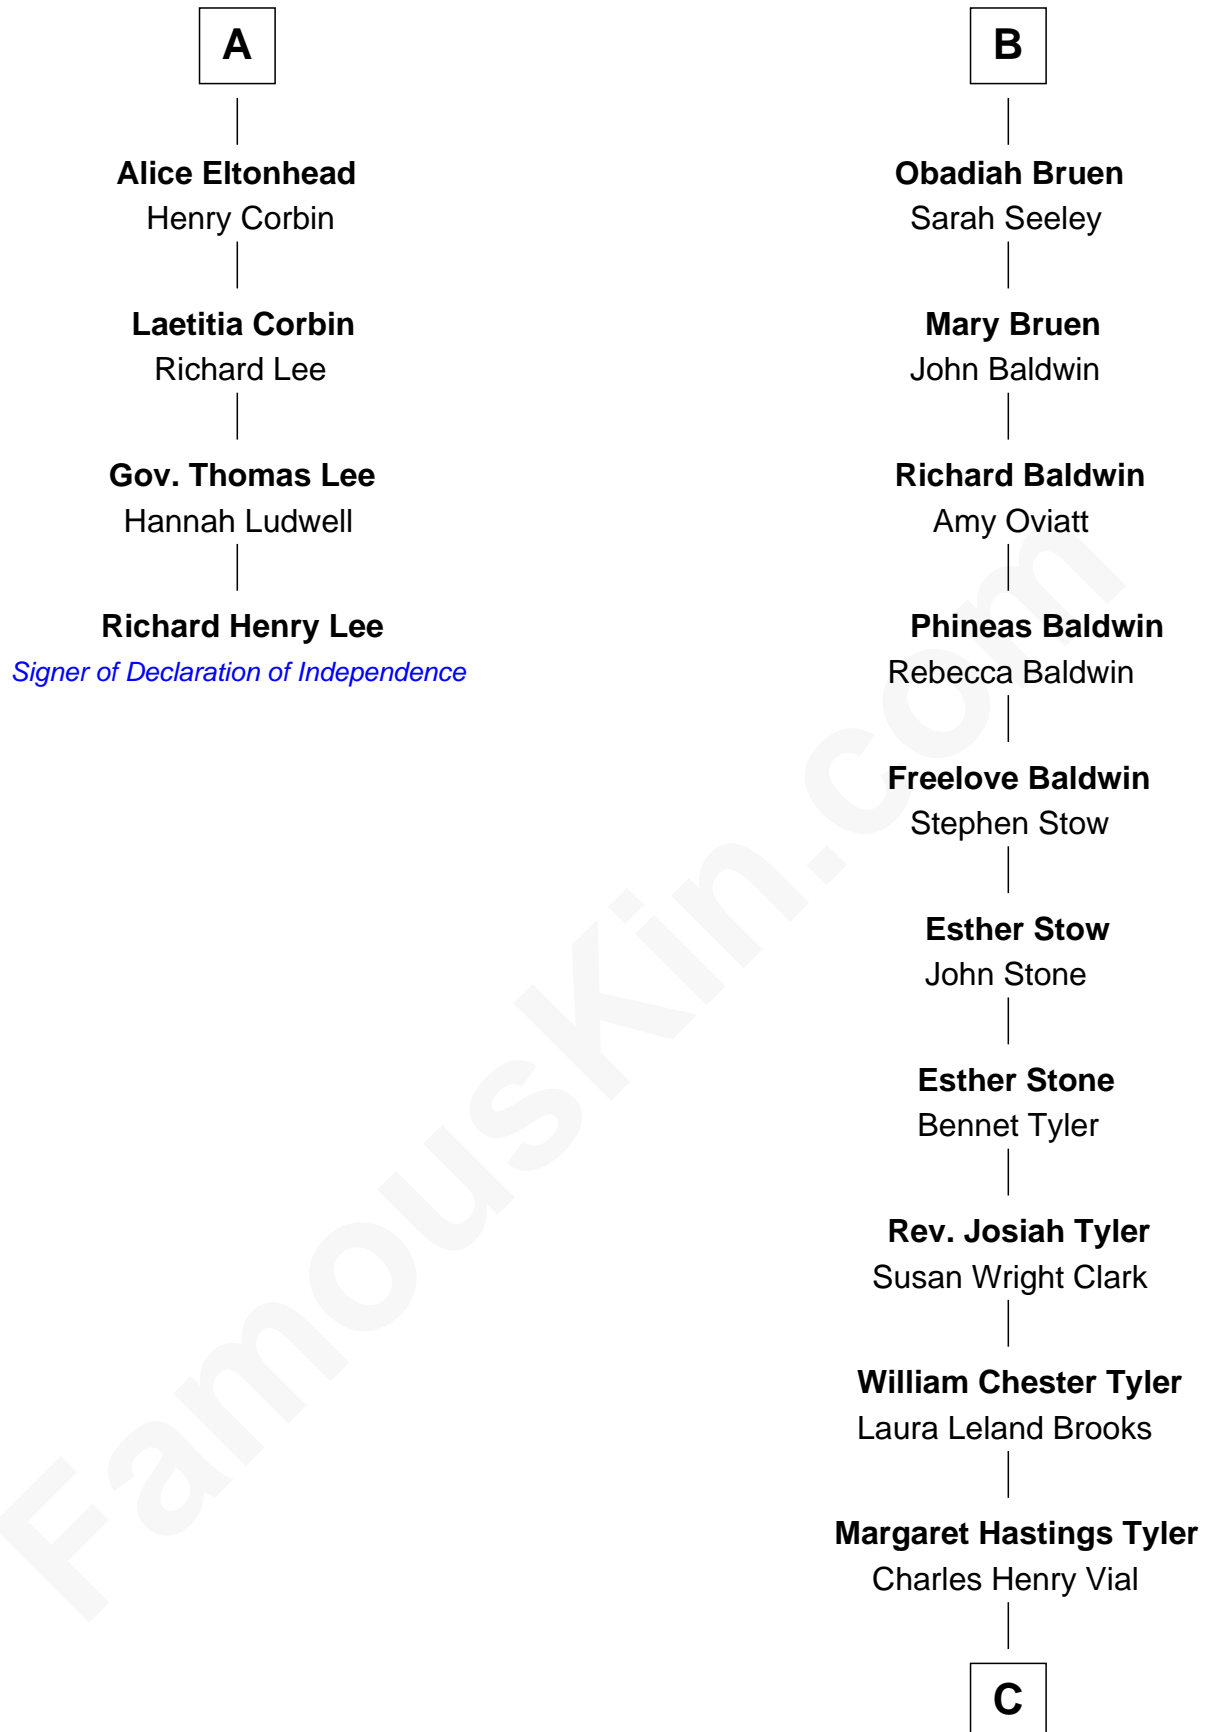 A
Alice Eltonhead
Henry Corbin
Laetitia Corbin
Richard Lee
Gov. Thomas Lee
Hannah Ludwell
Richard Henry Lee
Signer of Declaration of Independence
B
Obadiah Bruen
Sarah Seeley
Mary Bruen
John Baldwin
Richard Baldwin
Amy Oviatt
Phineas Baldwin
Rebecca Baldwin
Freelove Baldwin
Stephen Stow
Esther Stow
John Stone
Esther Stone
Bennet Tyler
Rev. Josiah Tyler
Susan Wright Clark
William Chester Tyler
Laura Leland Brooks
Margaret Hastings Tyler
Charles Henry Vial
C
FamousKin.com